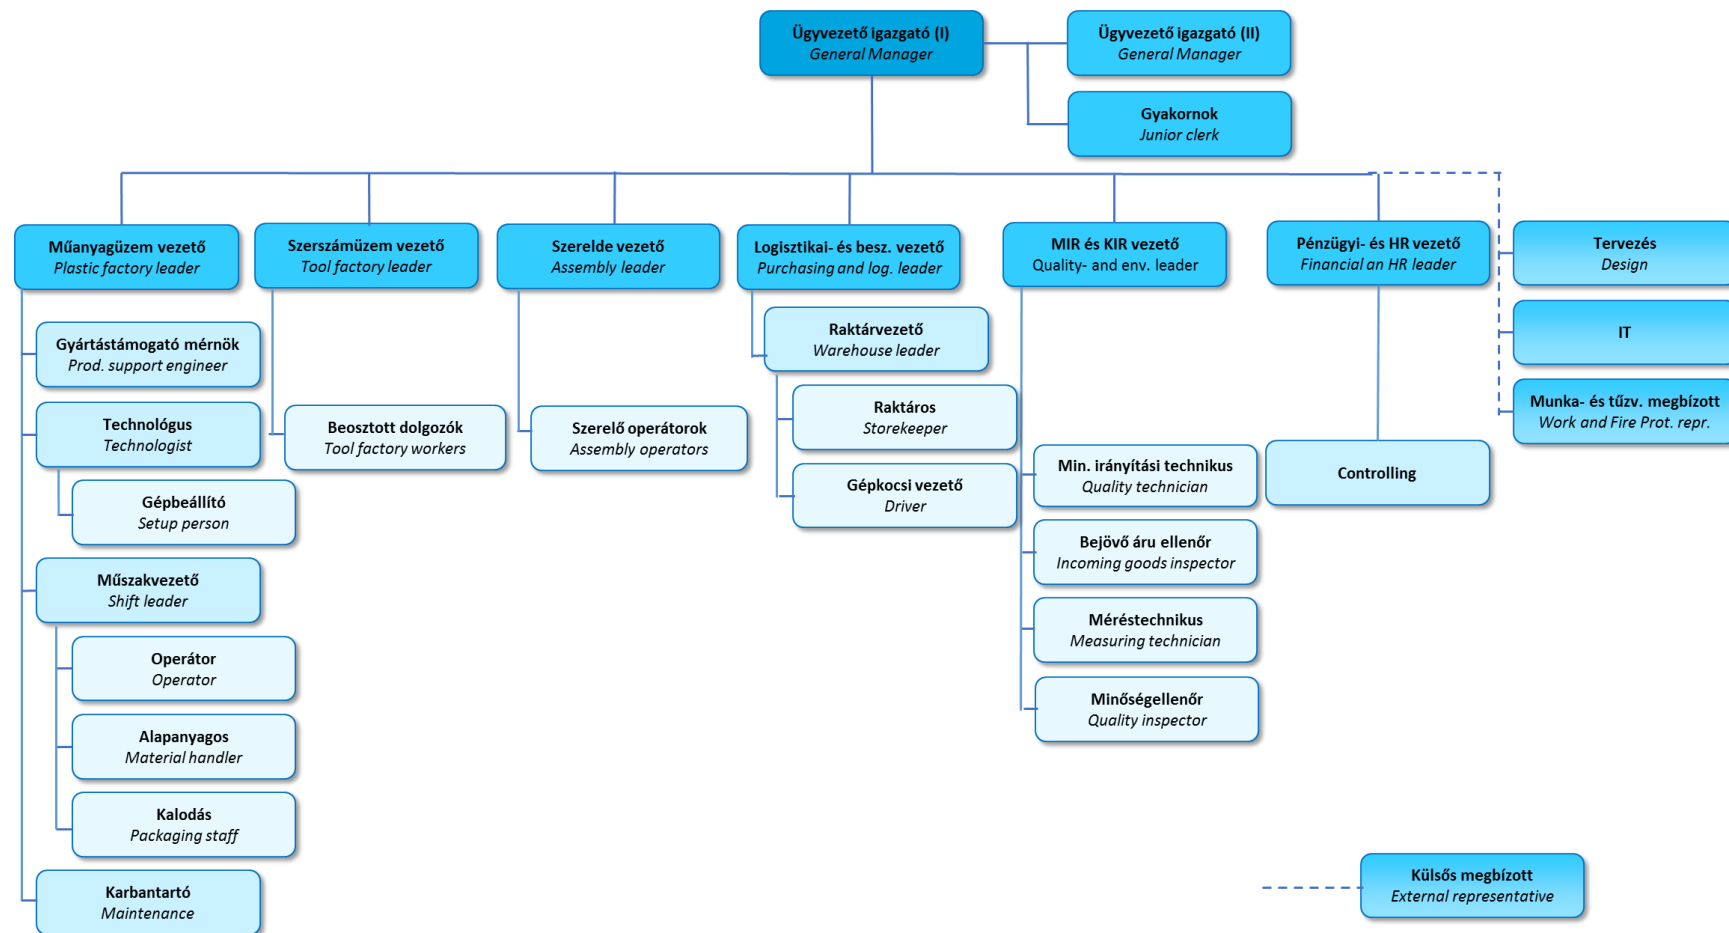 Ügyvezető igazgató (I)
General Manager
Ügyvezető igazgató (II)
General Manager
Gyakornok
Junior clerk
Műanyagüzem vezető
Plastic factory leader
Szerszámüzem vezető
Tool factory leader
Szerelde vezető
Assembly leader
Logisztikai- és besz. vezető
Purchasing and log. leader
MIR és KIR vezető
Quality- and env. leader
Pénzügyi- és HR vezető
Financial an HR leader
Tervezés
Design
IT
Munka- és tűzv. megbízott
Work and Fire Prot. repr.
Gyártástámogató mérnök
Prod. support engineer
Technológus
Technologist
Gépbeállító
Setup person
Műszakvezető
Shift leader
Operátor
Operator
Alapanyagos
Material handler
Kalodás
Packaging staff
Karbantartó
Maintenance
Beosztott dolgozók
Tool factory workers
Szerelő operátorok
Assembly operators
Raktárvezető
Warehouse leader
Raktáros
Storekeeper
Gépkocsi vezető
Driver
Min. irányítási technikus
Quality technician
Bejövő áru ellenőr
Incoming goods inspector
Méréstechnikus
Measuring technician
Minőségellenőr
Quality inspector
Controlling
Külsős megbízott
External representative